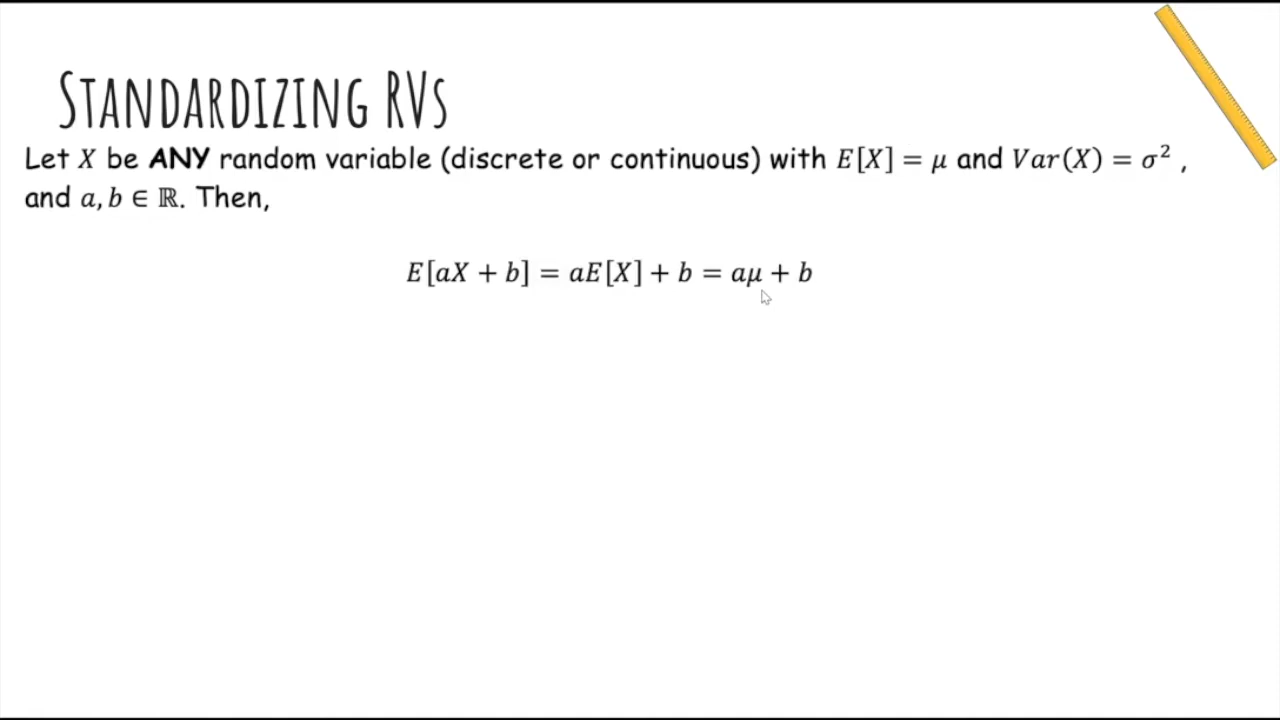 STANDARDIZING RVS
Let 𝑋 be ANY random variable (discrete or continuous) with 𝐸[𝑋] = 𝜇 and 𝑉𝑎𝑟(𝑋) = 𝜎² ,
and 𝑎, 𝑏 ∈ ℝ. Then,
𝐸[𝑎𝑋 + 𝑏] = 𝑎𝐸[𝑋] + 𝑏 = 𝑎𝜇 + 𝑏